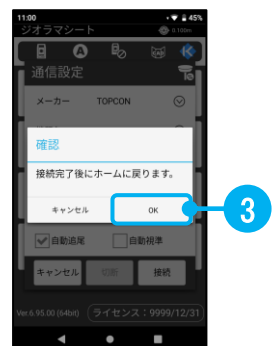 11:00
45%
ジオラマシート
0.100m
通信設定
メーカー TOPCON
確認
接続完了後にホームに戻ります。
キャンセル OK
3
自動追尾 自動視準
キャンセル 切断 接続
Ver.6.95.00 (64bit) ライセンス：9999/12/31